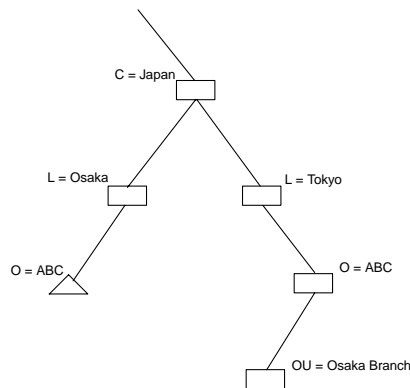 C = Japan
L = Osaka
L = Tokyo
O = ABC
O = ABC
OU = Osaka Branch